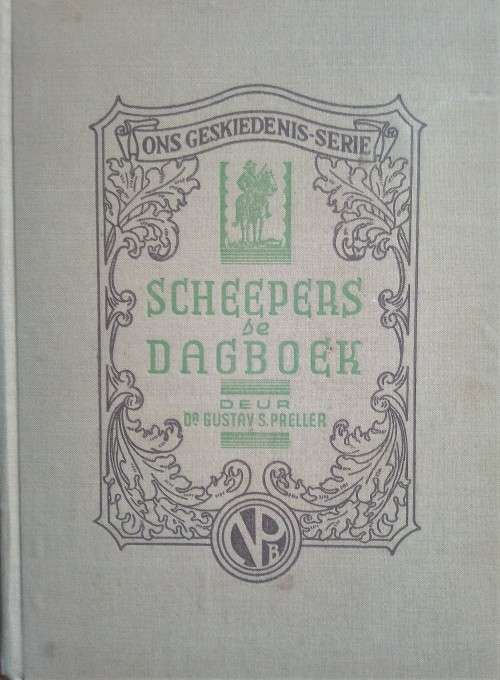 ONS GESKIEDENIS-SERIE
SCHEEPERS
se
DAGBOEK
DEUR
DR GUSTAV S. PRELLER
NPB